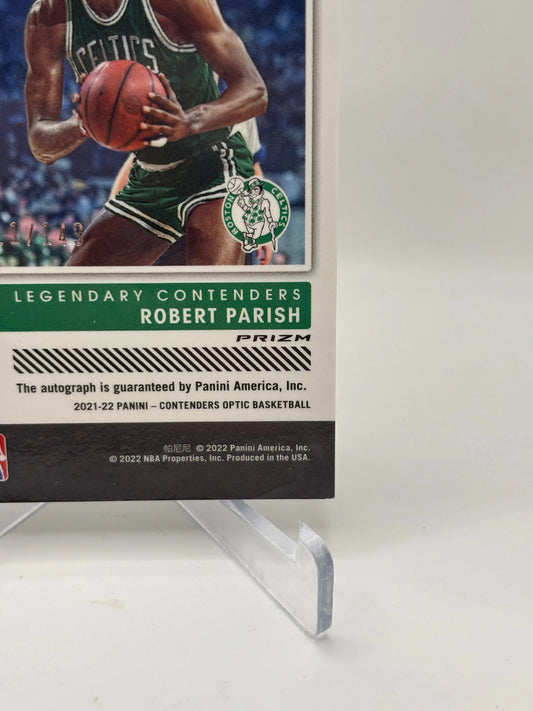 CELTICS
/149
BOSTON CELTICS
LEGENDARY CONTENDERS
ROBERT PARISH
PRIZM
The autograph is guaranteed by Panini America, Inc.
2021-22 PANINI – CONTENDERS OPTIC BASKETBALL
帕尼尼 © 2022 Panini America, Inc.
© 2022 NBA Properties, Inc. Produced in the USA.